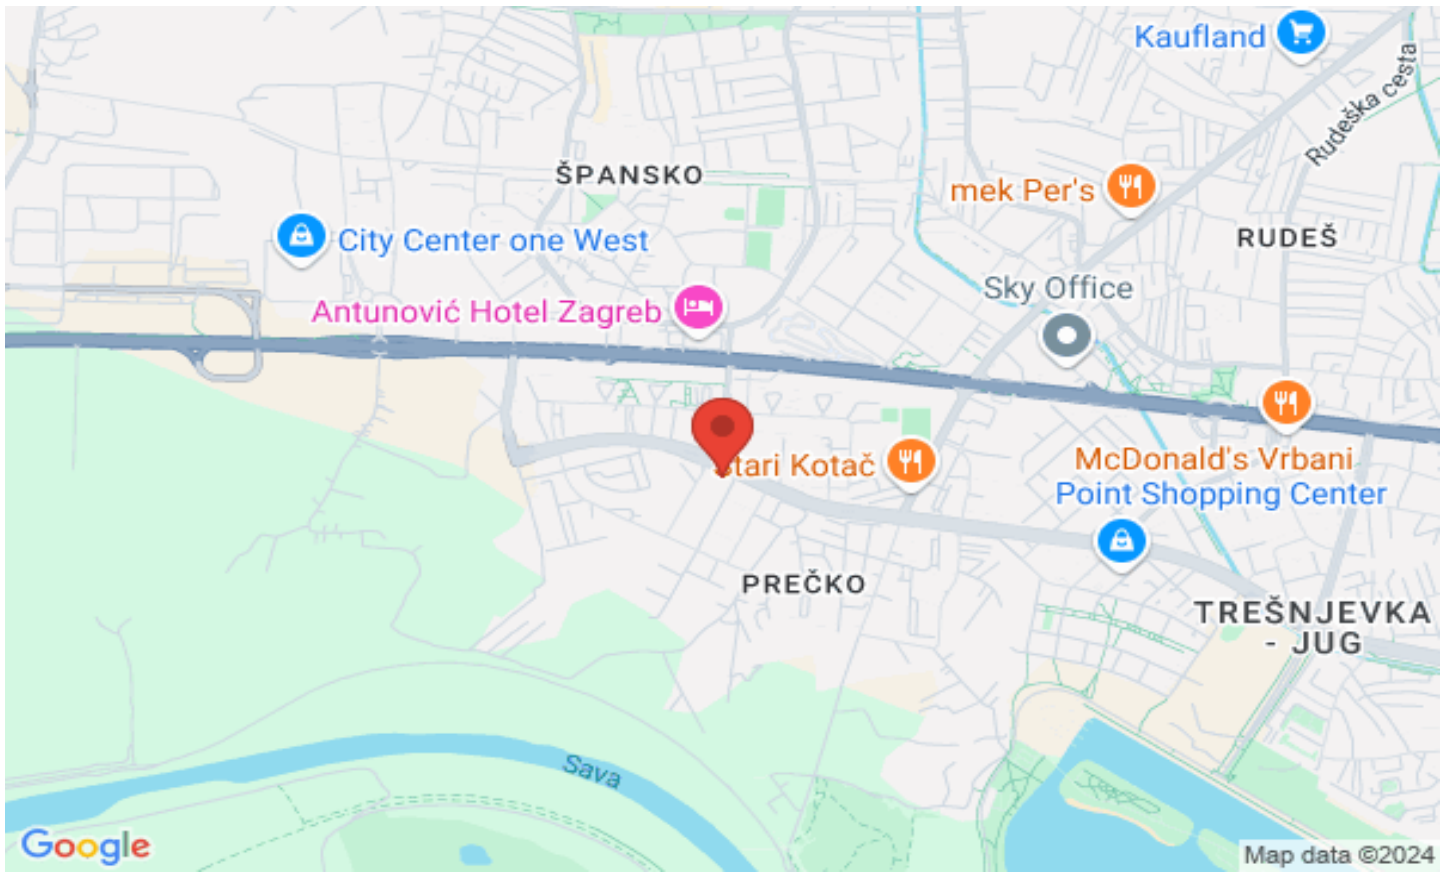 Kaufland
Rudeška cesta
ŠPANSKO
mek Per's
City Center one West
RUDEŠ
Sky Office
Antunović Hotel Zagreb
Stari Kotač
McDonald's Vrbani
Point Shopping Center
PREČKO
TREŠNJEVKA
- JUG
Sava
Google
Map data ©2024